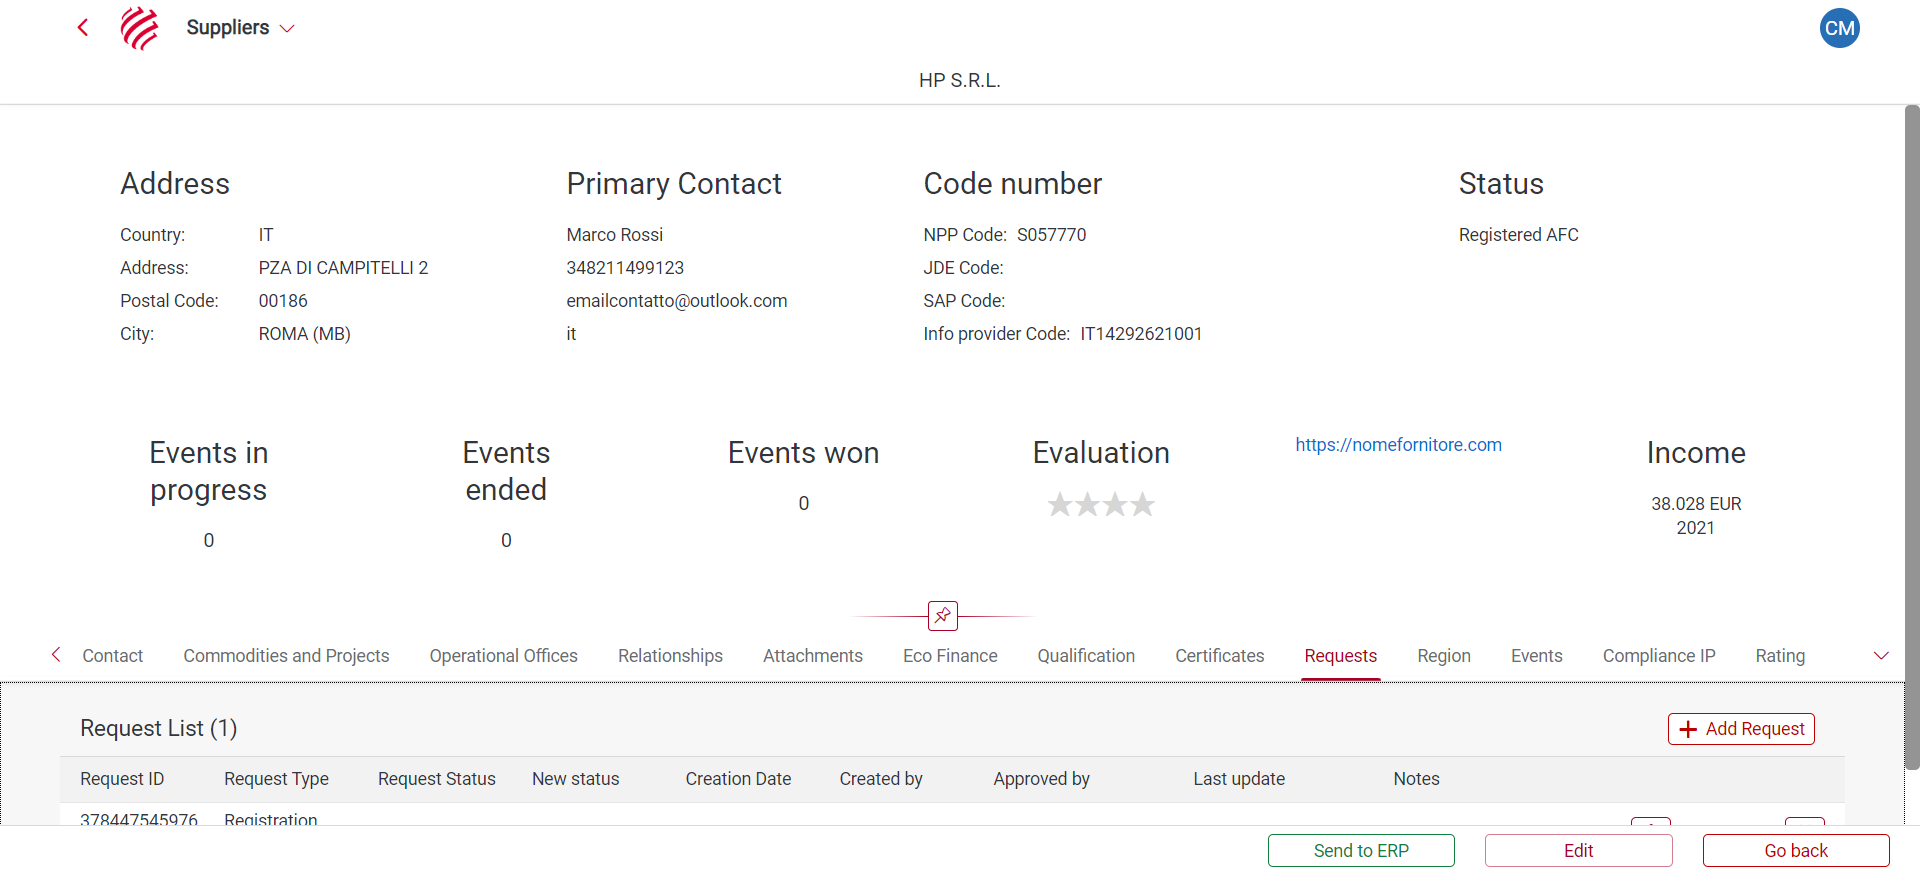 Suppliers
CM
HP S.R.L.
Address
Country: IT
Address: PZA DI CAMPITELLI 2
Postal Code: 00186
City: ROMA (MB)
Primary Contact
Marco Rossi
348211499123
emailcontatto@outlook.com
it
Code number
NPP Code: S057770
JDE Code:
SAP Code:
Info provider Code: IT14292621001
Status
Registered AFC
Events in
progress
0
Events
ended
0
Events won
0
Evaluation
https://nomefornitore.com
Income
38.028 EUR
2021
Contact Commodities and Projects Operational Offices Relationships Attachments Eco Finance Qualification Certificates Requests Region Events Compliance IP Rating
Request List (1)
Add Request
Request ID Request Type Request Status New status Creation Date Created by Approved by Last update Notes
378447545976 Registration
Send to ERP
Edit
Go back